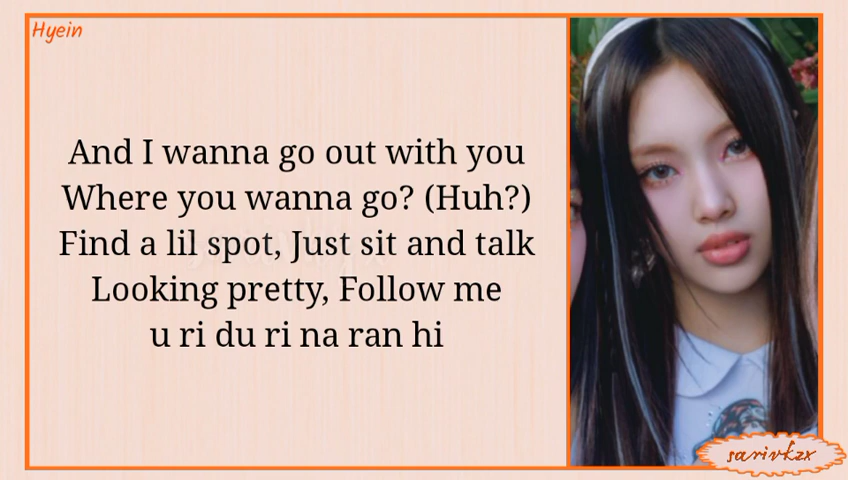 Hyein
And I wanna go out with you
Where you wanna go? (Huh?)
Find a lil spot, Just sit and talk
Looking pretty, Follow me
u ri du ri na ran hi
sarivkzx